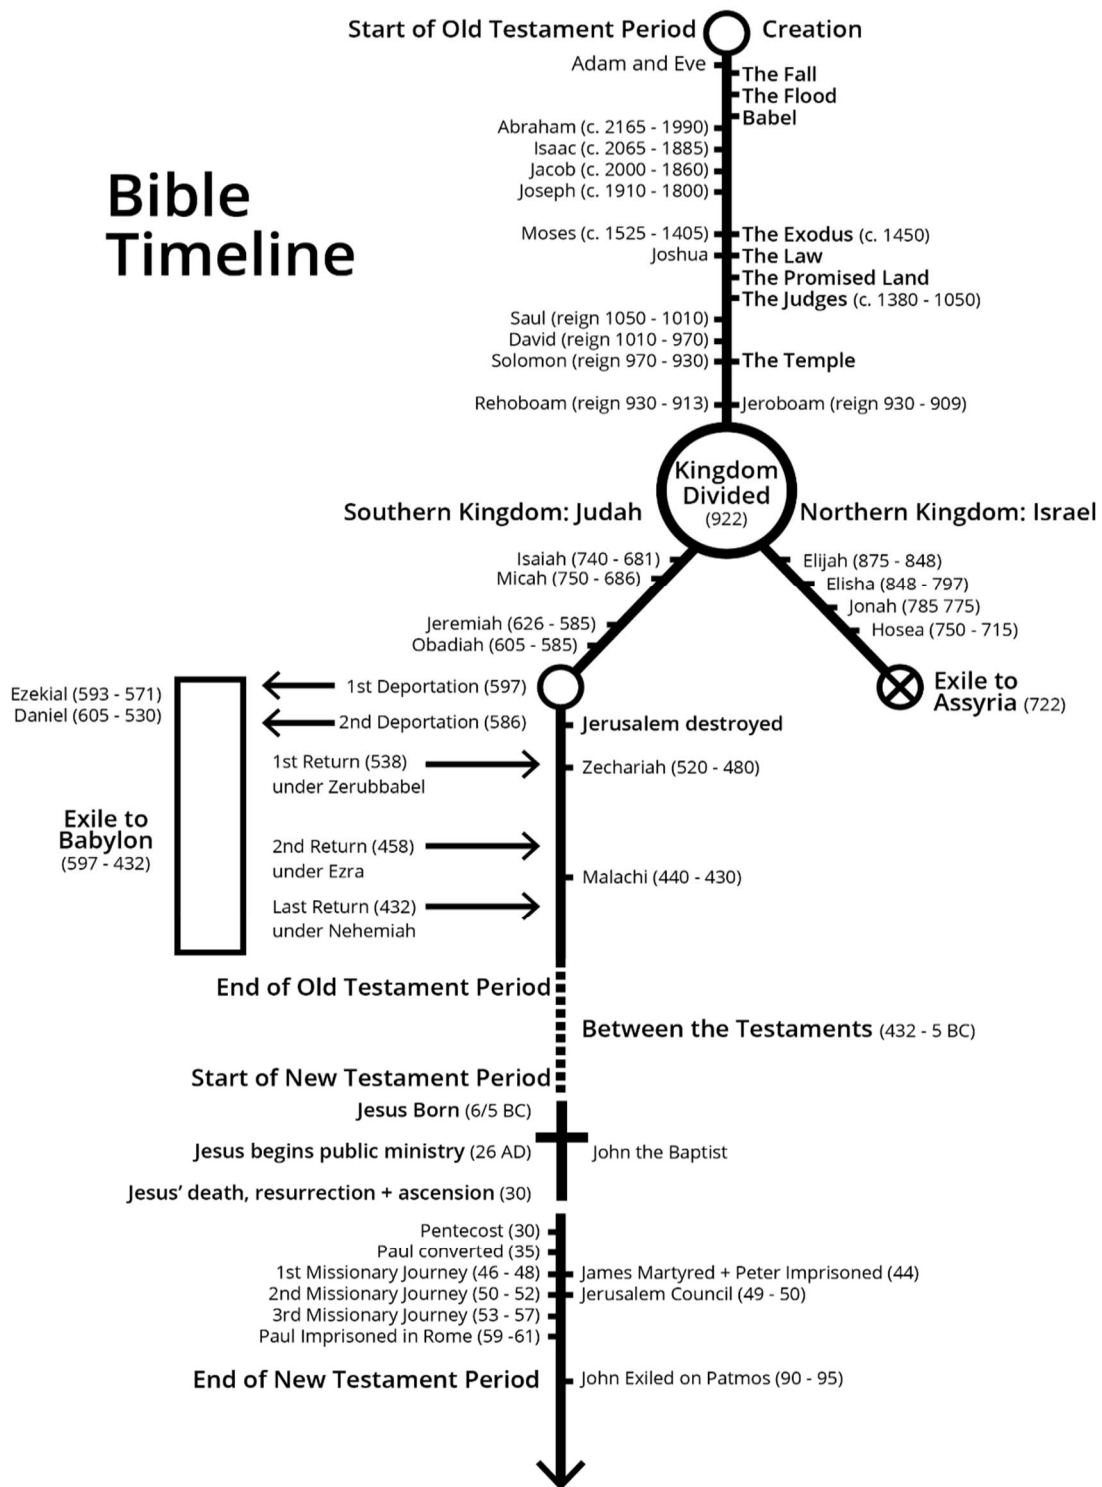 Start of Old Testament Period
Creation
Adam and Eve
The Fall
The Flood
Babel
Abraham (c. 2165 - 1990)
Isaac (c. 2065 - 1885)
Jacob (c. 2000 - 1860)
Joseph (c. 1910 - 1800)
Bible
Timeline
Moses (c. 1525 - 1405)
The Exodus (c. 1450)
Joshua
The Law
The Promised Land
The Judges (c. 1380 - 1050)
Saul (reign 1050 - 1010)
David (reign 1010 - 970)
Solomon (reign 970 - 930)
The Temple
Rehoboam (reign 930 - 913)
Jeroboam (reign 930 - 909)
Kingdom
Divided
(922)
Southern Kingdom: Judah
Northern Kingdom: Israel
Isaiah (740 - 681)
Micah (750 - 686)
Jeremiah (626 - 585)
Obadiah (605 - 585)
Elijah (875 - 848)
Elisha (848 - 797)
Jonah (785 775)
Hosea (750 - 715)
Exile to
Assyria (722)
Ezekial (593 - 571)
Daniel (605 - 530)
1st Deportation (597)
2nd Deportation (586)
Jerusalem destroyed
1st Return (538)
under Zerubbabel
Zechariah (520 - 480)
Exile to
Babylon
(597 - 432)
2nd Return (458)
under Ezra
Malachi (440 - 430)
Last Return (432)
under Nehemiah
End of Old Testament Period
Between the Testaments (432 - 5 BC)
Start of New Testament Period
Jesus Born (6/5 BC)
Jesus begins public ministry (26 AD)
John the Baptist
Jesus’ death, resurrection + ascension (30)
Pentecost (30)
Paul converted (35)
1st Missionary Journey (46 - 48)
James Martyred + Peter Imprisoned (44)
2nd Missionary Journey (50 - 52)
Jerusalem Council (49 - 50)
3rd Missionary Journey (53 - 57)
Paul Imprisoned in Rome (59 -61)
End of New Testament Period
John Exiled on Patmos (90 - 95)